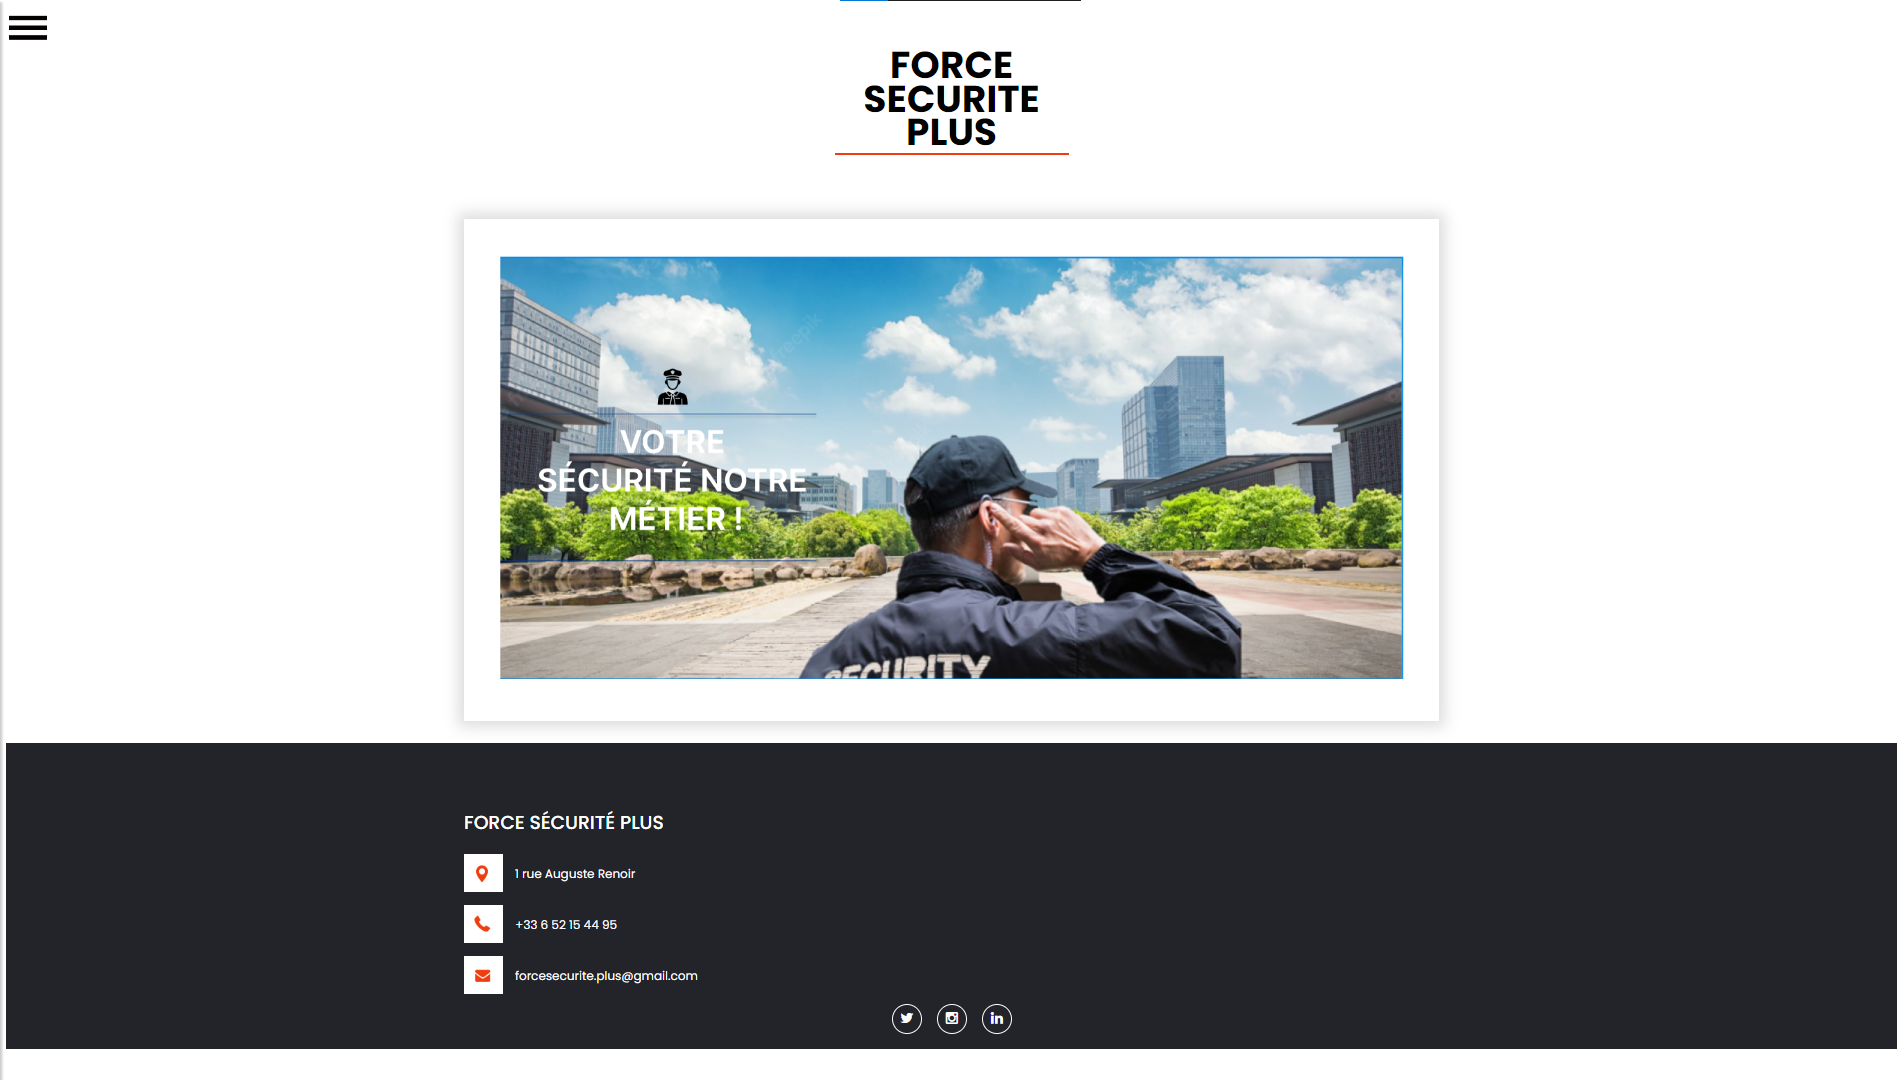 FORCE
SECURITE
PLUS
VOTRE
SÉCURITÉ NOTRE
MÉTIER !
SECURITY
FORCE SÉCURITÉ PLUS
1 rue Auguste Renoir
+33 6 52 15 44 95
forcesecurite.plus@gmail.com